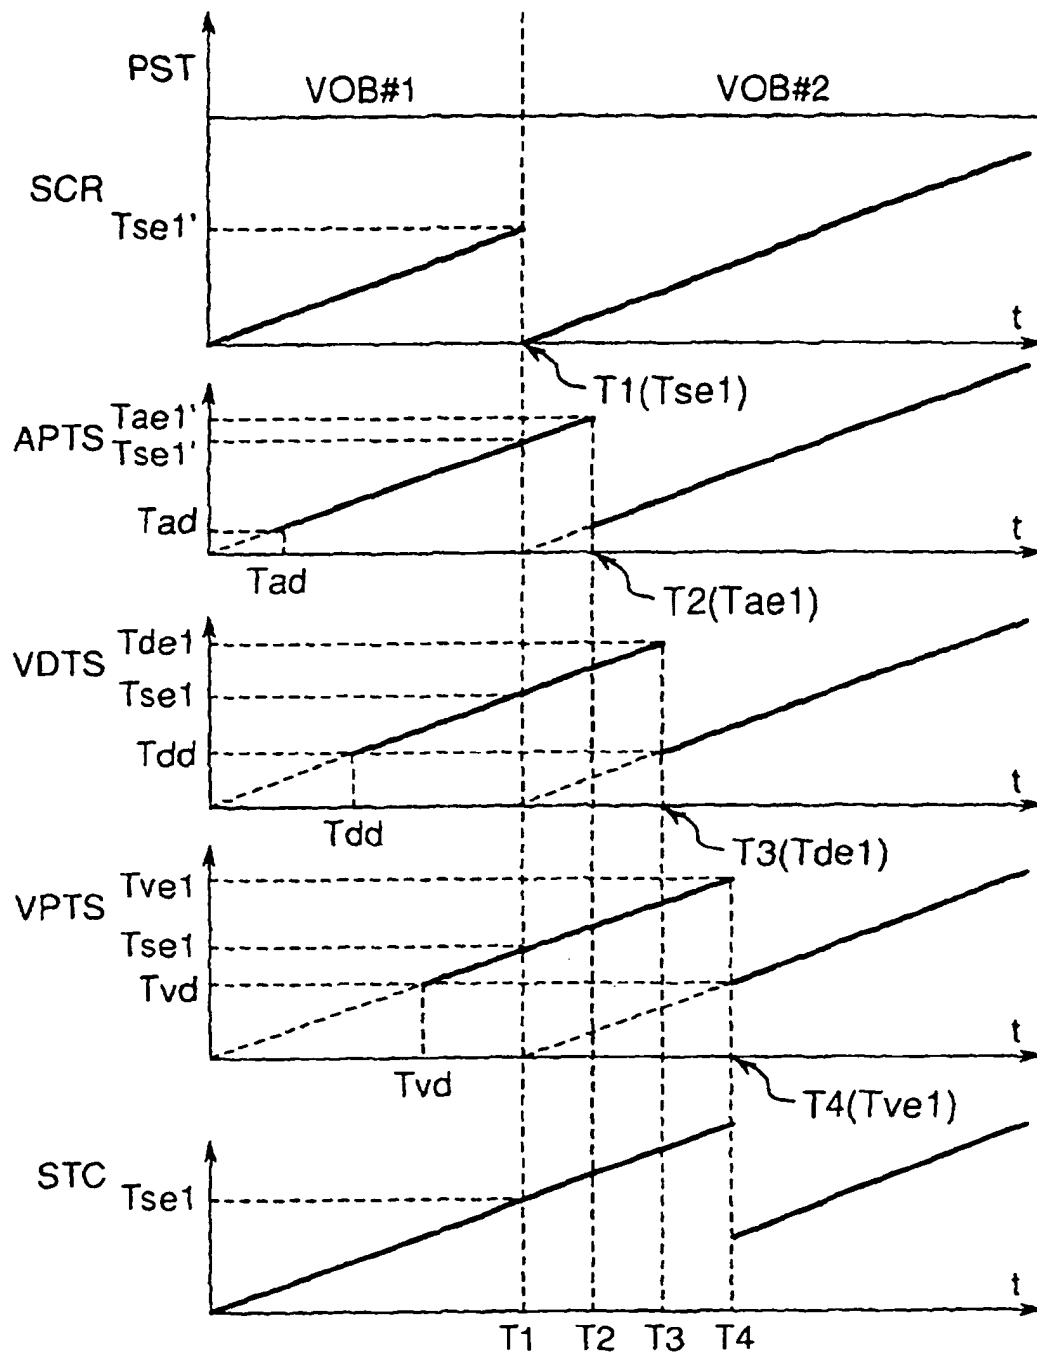 PST
VOB#1
VOB#2
SCR
Tse1'
t
T1(Tse1)
APTS
Tae1'
Tse1'
Tad
t
Tad
T2(Tae1)
VDTS
Tde1
Tse1
Tdd
Tdd
T3(Tde1)
VPTS
Tve1
Tse1
Tvd
t
Tvd
T4(Tve1)
STC
Tse1
t
T1 T2 T3 T4